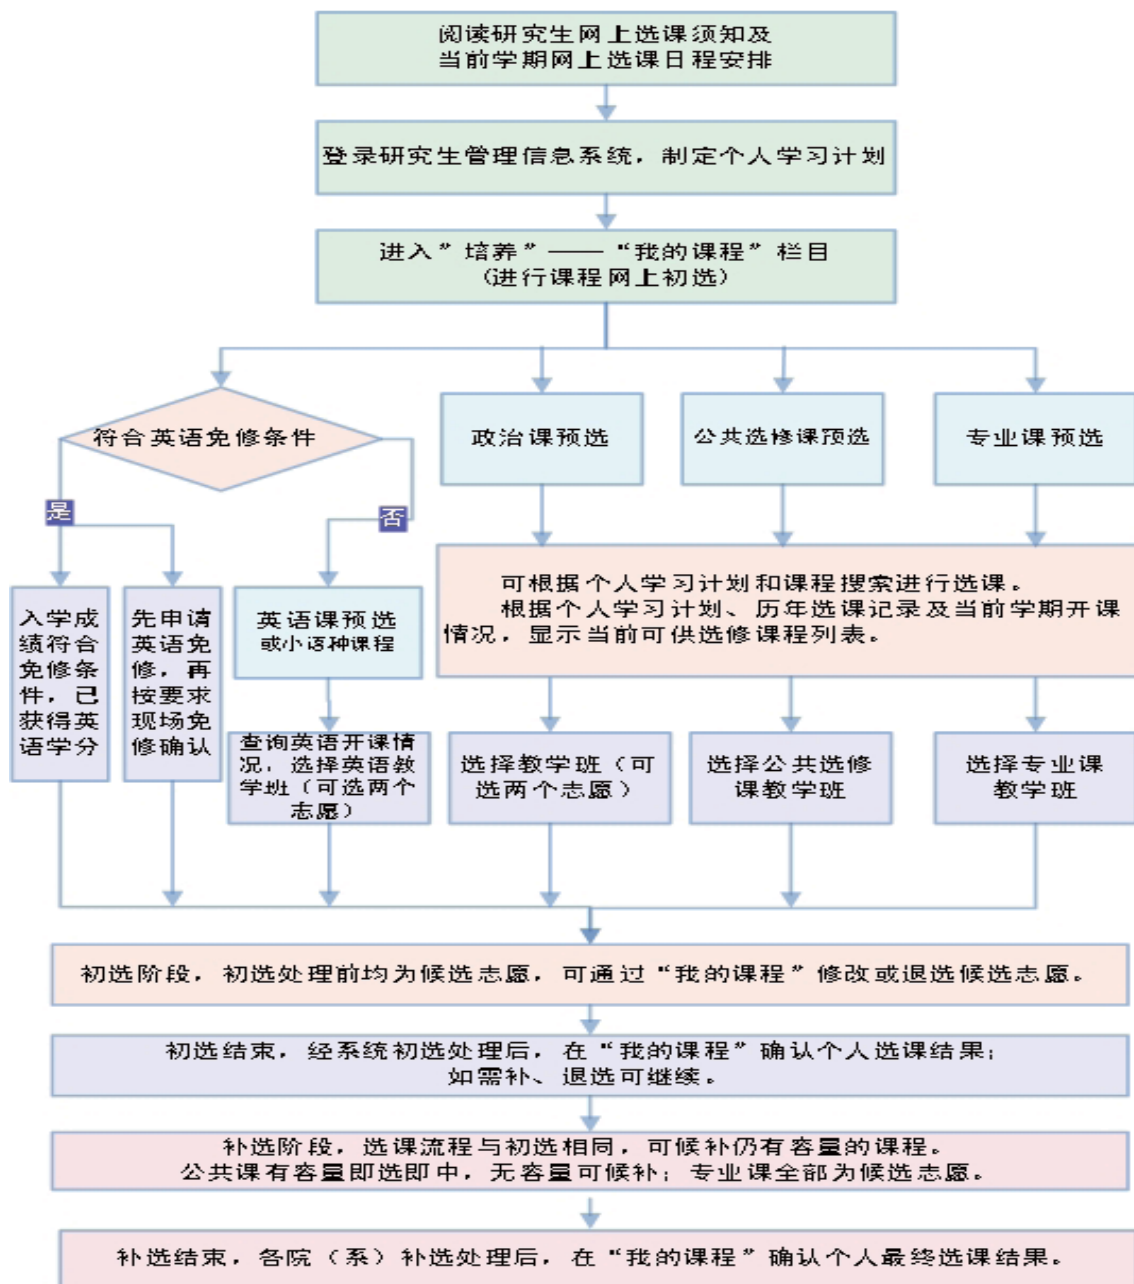 阅读研究生网上选课须知及
当前学期网上选课日程安排
登录研究生管理信息系统，制定个人学习计划
进入”培养”——“我的课程”栏目
（进行课程网上初选）
符合英语免修条件
政治课预选
公共选修课预选
专业课预选
是
否
可根据个人学习计划和课程搜索进行选课。
根据个人学习计划、历年选课记录及当前学期开课
情况，显示当前可供选修课程列表。
入学成
绩符合
免修条
件，已
获得英
语学分
先申请
英语免
修，再
按要求
现场免
修确认
英语课预选
或小语种课程
查询英语开课情
况，选择英语教
学班（可选两个
志愿）
选择教学班（可
选两个志愿）
选择公共选修
课教学班
选择专业课
教学班
初选阶段，初选处理前均为候选志愿，可通过“我的课程”修改或退选候选志愿。
初选结束，经系统初选处理后，在“我的课程”确认个人选课结果；
如需补、退选可继续。
补选阶段，选课流程与初选相同，可候补仍有容量的课程。
公共课有容量即选即中，无容量可候补；专业课全部为候选志愿。
补选结束，各院（系）补选处理后，在“我的课程”确认个人最终选课结果。